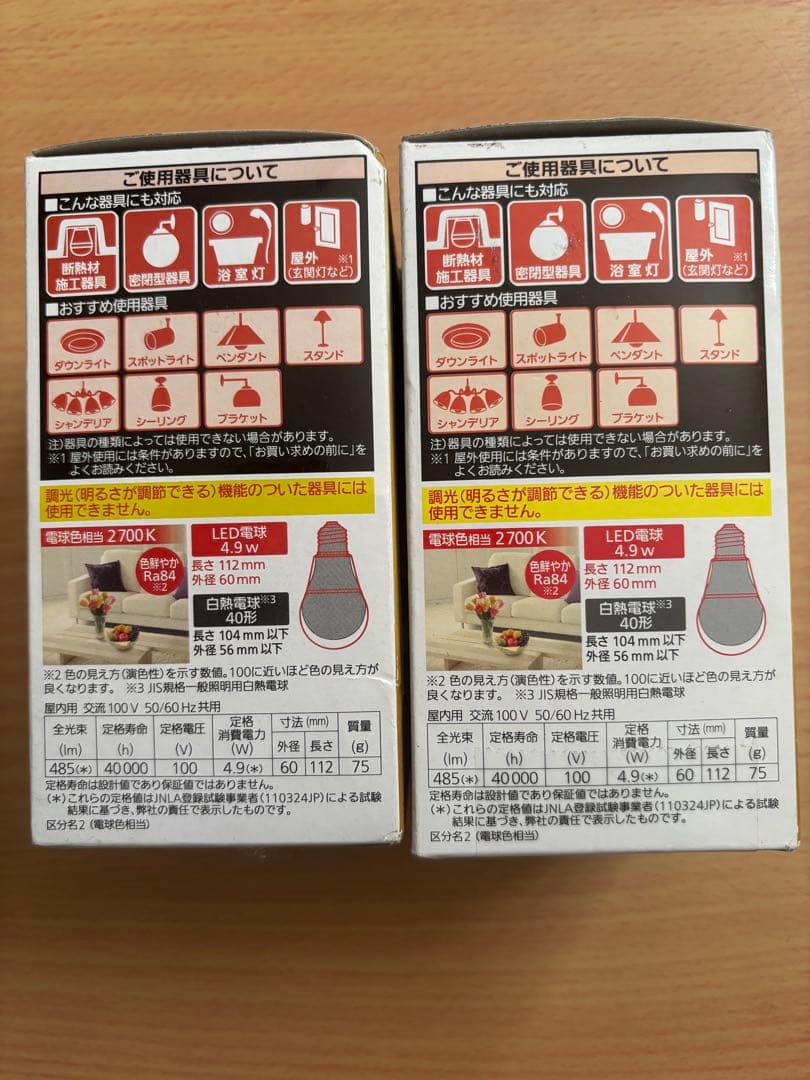 ご使用器具について
■こんな器具にも対応
断熱材
施工器具
密閉型器具
浴室灯
屋外 ※1
(玄関灯など)
■おすすめ使用器具
ダウンライト
スポットライト
ペンダント
スタンド
シャンデリア
シーリング
ブラケット
注)器具の種類によっては使用できない場合があります。
※1 屋外使用には条件がありますので、「お買い求めの前に」を
よくお読みください。
調光(明るさが調節できる)機能のついた器具には
使用できません。
電球色相当 2700K
色鮮やか
Ra84
※2
LED電球
4.9w
長さ 112mm
外径 60mm
白熱電球※3
40形
長さ 104mm以下
外径 56mm以下
※2 色の見え方(演色性)を示す数値。100に近いほど色の見え方が
良くなります。 ※3 JIS規格一般照明用白熱電球
屋内用 交流100V 50/60Hz共用
全光束 (lm) 定格寿命 (h) 定格電圧 (V) 定格消費電力 (W) 寸法(mm) 外径 長さ 質量 (g)
485(*) 40000 100 4.9(*) 60 112 75
定格寿命は設計値であり保証値ではありません。
(*)これらの定格値はJNLA登録試験事業者(110324JP)による試験
結果に基づき、弊社の責任で表示したものです。
区分名2(電球色相当)
ご使用器具について
■こんな器具にも対応
断熱材
施工器具
密閉型器具
浴室灯
屋外 ※1
(玄関灯など)
■おすすめ使用器具
ダウンライト
スポットライト
ペンダント
スタンド
シャンデリア
シーリング
ブラケット
注)器具の種類によっては使用できない場合があります。
※1 屋外使用には条件がありますので、「お買い求めの前に」を
よくお読みください。
調光(明るさが調節できる)機能のついた器具には
使用できません。
電球色相当 2700K
色鮮やか
Ra84
※2
LED電球
4.9w
長さ 112mm
外径 60mm
白熱電球※3
40形
長さ 104mm以下
外径 56mm以下
※2 色の見え方(演色性)を示す数値。100に近いほど色の見え方が
良くなります。 ※3 JIS規格一般照明用白熱電球
屋内用 交流100V 50/60Hz共用
全光束 (lm) 定格寿命 (h) 定格電圧 (V) 定格消費電力 (W) 寸法(mm) 外径 長さ 質量 (g)
485(*) 40000 100 4.9(*) 60 112 75
定格寿命は設計値であり保証値ではありません。
(*)これらの定格値はJNLA登録試験事業者(110324JP)による試験
結果に基づき、弊社の責任で表示したものです。
区分名2(電球色相当)